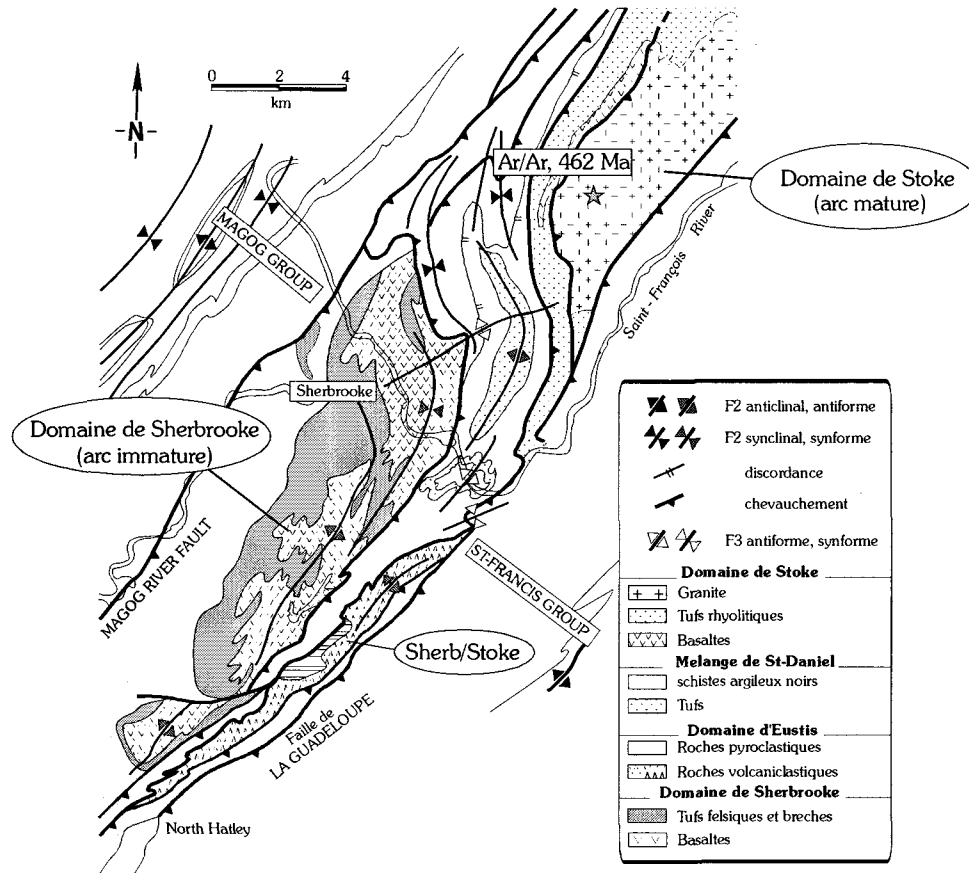 0 2 4
km
-N-
Ar/Ar, 462 Ma
Domaine de Stoke
(arc mature)
MAGOG GROUP
Saint - François River
Sherbrooke
Domaine de Sherbrooke
(arc immature)
MAGOG RIVER FAULT
ST-FRANCIS GROUP
Sherb/Stoke
Faille de
LA GUADELOUPE
North Hatley
F2 anticlinal, antiforme
F2 synclinal, synforme
discordance
chevauchement
F3 antiforme, synforme
Domaine de Stoke
Granite
Tufs rhyolitiques
Basaltes
Melange de St-Daniel
schistes argileux noirs
Tufs
Domaine d'Eustis
Roches pyroclastiques
Roches volcaniclastiques
Domaine de Sherbrooke
Tufs felsiques et breches
Basaltes